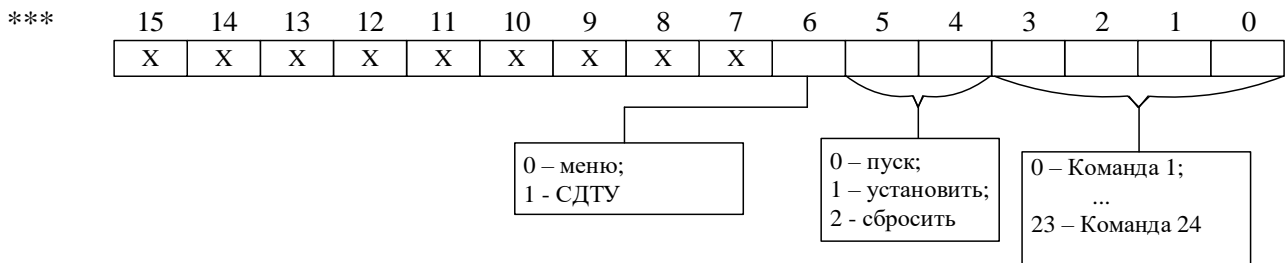 *** 15 14 13 12 11 10 9 8 7 6 5 4 3 2 1 0
X X X X X X X X X
0 – меню;
1 - СДТУ
0 – пуск;
1 – установить;
2 - сбросить
0 – Команда 1;
...
23 – Команда 24